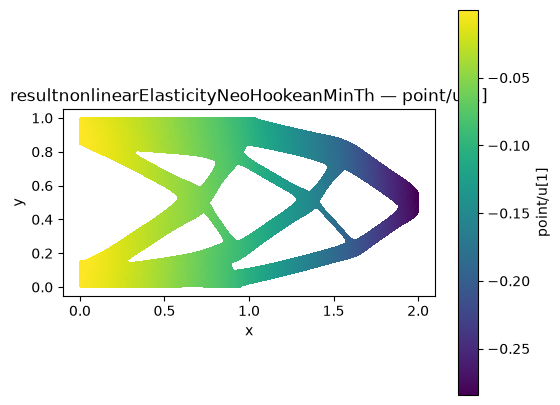 resultnonlinearElasticityNeoHookeanMinTh — point/u[1]
1.0
0.8
0.6
0.4
0.2
0.0
y
0.0 0.5 1.0 1.5 2.0
x
−0.05
−0.10
−0.15
−0.20
−0.25
point/u[1]